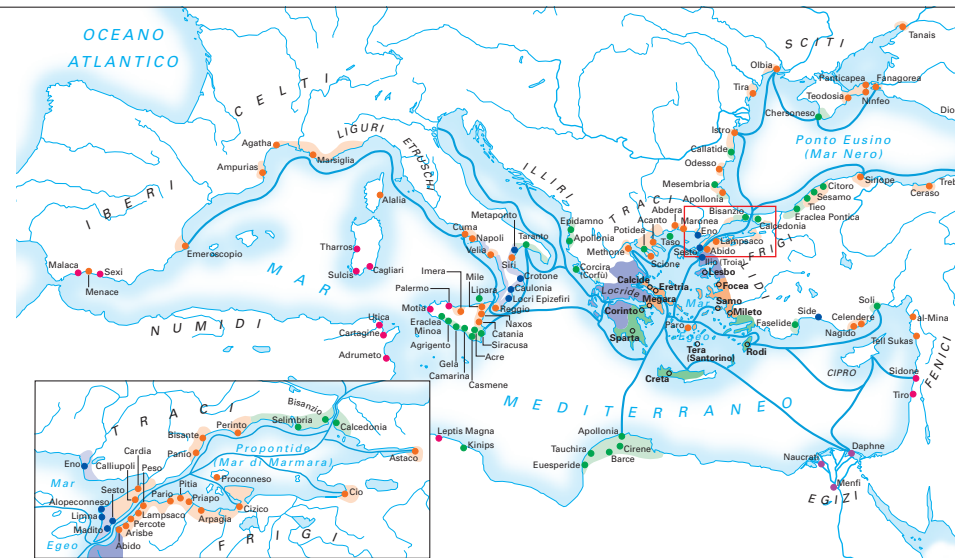 OCEANO
ATLANTICO
CELTI
LIGURI
ETRUSCHI
ILLIRI
TRACI
SCITI
IBERI
NUMIDI
FRIGI
LIDI
FENICI
EGIZI
MAR
MEDITERRANEO
Ponto Eusino
(Mar Nero)
Mar
Egeo
CIPRO
Tanais
Olbia
Panticapea
Fanagorea
Tira
Teodosia
Ninfeo
Chersoneso
Dio
Istro
Callatide
Odesso
Mesembria
Apollonia
Citoro
Sinope
Sesamo
Ceraso
Treb
Tieo
Eraclea Pontica
Bisanzio
Calcedonia
Agatha
Marsiglia
Ampurias
Emeroscopio
Alalia
Malaca
Sexi
Menace
Tharros
Sulcis
Cagliari
Cuma
Napoli
Velia
Metaponto
Taranto
Siri
Crotone
Caulonia
Locri Epizefiri
Reggio
Imera
Mile
Lipara
Palermo
Motia
Eraclea
Minoa
Agrigento
Gela
Camarina
Casmene
Acre
Siracusa
Catania
Naxos
Utica
Cartagine
Adrumeto
Leptis Magna
Kinips
Epidamno
Apollonia
Corcira
(Corfù)
Abdera
Maronea
Acanto
Eno
Potidea
Taso
Methone
Scione
Lampsaco
Sesto
Abido
Ilio (Troia)
Lesbo
Calcide
Eretria
Focea
Locride
Megara
Samo
Corinto
Mileto
Paro
Sparta
Tera
(Santorino)
Rodi
Creta
Faselide
Side
Celendere
Nagido
Soli
al-Mina
Tell Sukas
Sidone
Tiro
Apollonia
Cirene
Tauchira
Barce
Euesperide
Naucrati
Daphne
Menfi
TRACI
Bisanzio
Perinto
Selimbria
Calcedonia
Bisante
Panio
Propontide
(Mar di Marmara)
Astaco
Cardia
Eno
Calliupoli
Peso
Mar
Sesto
Pitia
Proconneso
Alopeconneso
Pario
Priapo
Cio
Limna
Lampsaco
Cizico
Madito
Percote
Arpagia
Arisbe
Egeo
Abido
FRIGI